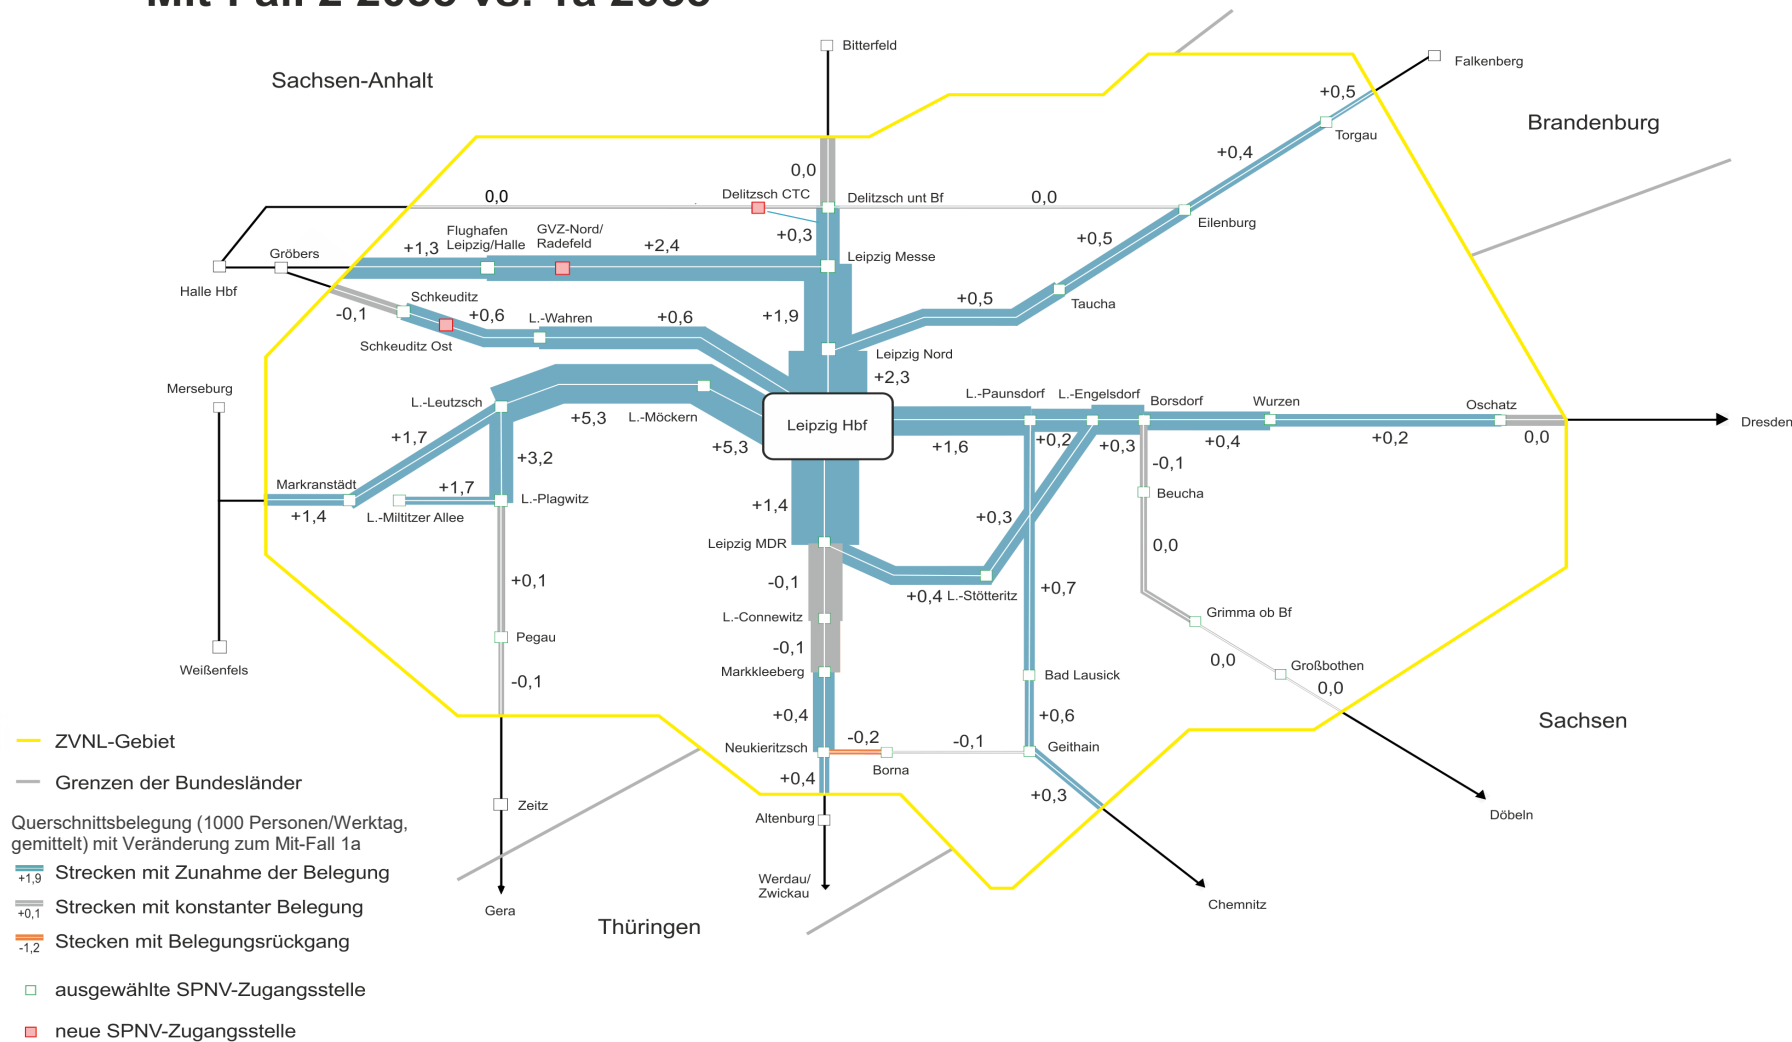 Mit-Fall 2 2035 vs. 1a 2035
Bitterfeld
Falkenberg
Sachsen-Anhalt
+0,5
Brandenburg
Torgau
+0,4
0,0
Delitzsch CTC
0,0
Delitzsch unt Bf
0,0
Eilenburg
Flughafen
Leipzig/Halle
GVZ-Nord/
Radefeld
+0,3
+0,5
+1,3
+2,4
Gröbers
Leipzig Messe
Halle Hbf
Schkeuditz
Taucha
-0,1
+0,6
L.-Wahren
+0,6
+1,9
+0,5
Schkeuditz Ost
Leipzig Nord
+2,3
Merseburg
L.-Leutzsch
+5,3
L.-Möckern
+5,3
Leipzig Hbf
L.-Paunsdorf
L.-Engelsdorf
Borsdorf
Wurzen
Oschatz
Dresden
+1,6
+0,2
+0,3
+0,4
+0,2
0,0
+1,7
+3,2
-0,1
Markranstädt
+1,7
L.-Plagwitz
Beucha
+1,4
L.-Miltitzer Allee
+1,4
+0,3
Leipzig MDR
0,0
+0,1
-0,1
+0,4
L.-Stötteritz
+0,7
L.-Connewitz
Grimma ob Bf
Pegau
-0,1
0,0
Großbothen
Weißenfels
Markkleeberg
Bad Lausick
0,0
-0,1
+0,4
+0,6
Sachsen
Neukieritzsch
-0,2
-0,1
Geithain
Borna
+0,4
+0,3
Zeitz
Altenburg
Döbeln
Werdau/
Zwickau
Gera
Chemnitz
Thüringen
ZVNL-Gebiet
Grenzen der Bundesländer
Querschnittsbelegung (1000 Personen/Werktag,
gemittelt) mit Veränderung zum Mit-Fall 1a
+1,9 Strecken mit Zunahme der Belegung
+0,1 Strecken mit konstanter Belegung
-1,2 Stecken mit Belegungsrückgang
ausgewählte SPNV-Zugangsstelle
neue SPNV-Zugangsstelle